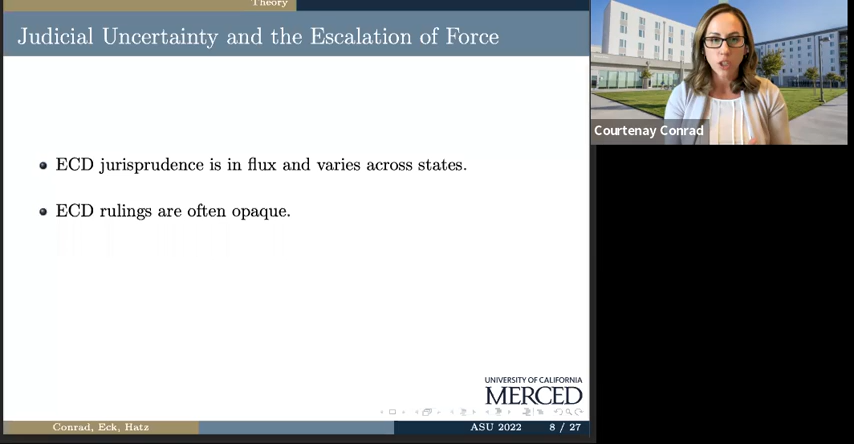 Theory
Judicial Uncertainty and the Escalation of Force
ECD jurisprudence is in flux and varies across states.
ECD rulings are often opaque.
UNIVERSITY OF CALIFORNIA
MERCED
Conrad, Eck, Hatz
ASU 2022
8 / 27
Courtenay Conrad